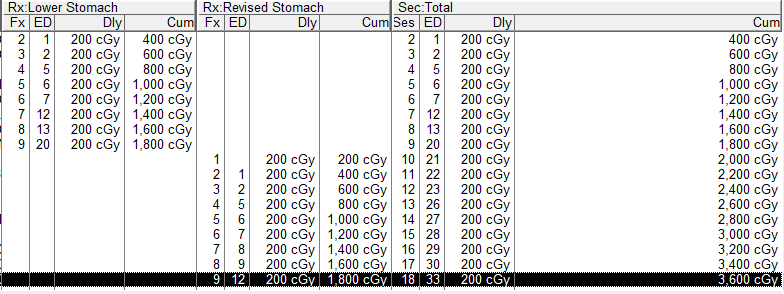 Rx:Lower Stomach Rx:Revised Stomach Sec:Total
Fx ED Dly Cum Fx ED Dly Cum Ses ED Dly Cum
2 1 200 cGy 400 cGy 2 1 200 cGy 400 cGy
3 2 200 cGy 600 cGy 3 2 200 cGy 600 cGy
4 5 200 cGy 800 cGy 4 5 200 cGy 800 cGy
5 6 200 cGy 1,000 cGy 5 6 200 cGy 1,000 cGy
6 7 200 cGy 1,200 cGy 6 7 200 cGy 1,200 cGy
7 12 200 cGy 1,400 cGy 7 12 200 cGy 1,400 cGy
8 13 200 cGy 1,600 cGy 8 13 200 cGy 1,600 cGy
9 20 200 cGy 1,800 cGy 9 20 200 cGy 1,800 cGy
1 200 cGy 200 cGy 10 21 200 cGy 2,000 cGy
2 1 200 cGy 400 cGy 11 22 200 cGy 2,200 cGy
3 2 200 cGy 600 cGy 12 23 200 cGy 2,400 cGy
4 5 200 cGy 800 cGy 13 26 200 cGy 2,600 cGy
5 6 200 cGy 1,000 cGy 14 27 200 cGy 2,800 cGy
6 7 200 cGy 1,200 cGy 15 28 200 cGy 3,000 cGy
7 8 200 cGy 1,400 cGy 16 29 200 cGy 3,200 cGy
8 9 200 cGy 1,600 cGy 17 30 200 cGy 3,400 cGy
9 12 200 cGy 1,800 cGy 18 33 200 cGy 3,600 cGy